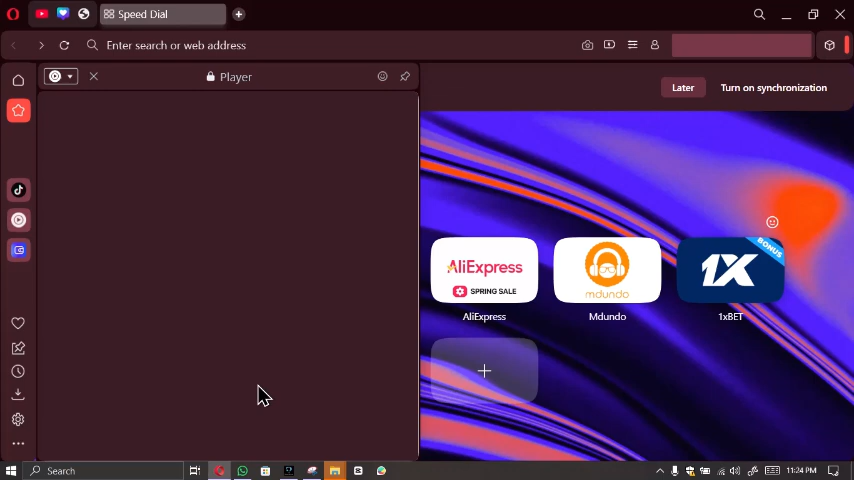 Speed Dial
Enter search or web address
Player
Later
Turn on synchronization
AliExpress
SPRING SALE
mdundo
1X
BONUS
AliExpress
Mdundo
1xBET
Search
11:24 PM